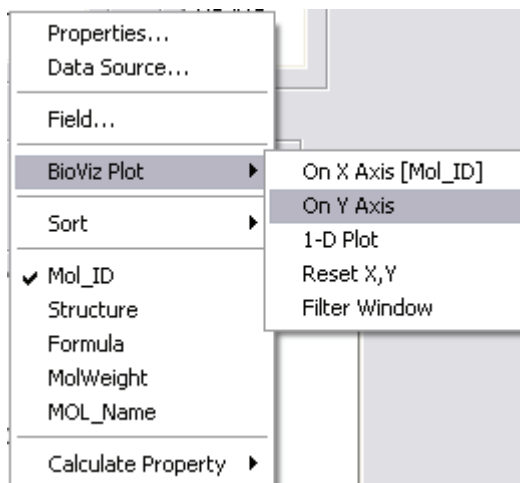 Properties...
Data Source...
Field...
BioViz Plot
On X Axis [Mol_ID]
On Y Axis
1-D Plot
Reset X,Y
Filter Window
Sort
Mol_ID
Structure
Formula
MolWeight
MOL_Name
Calculate Property